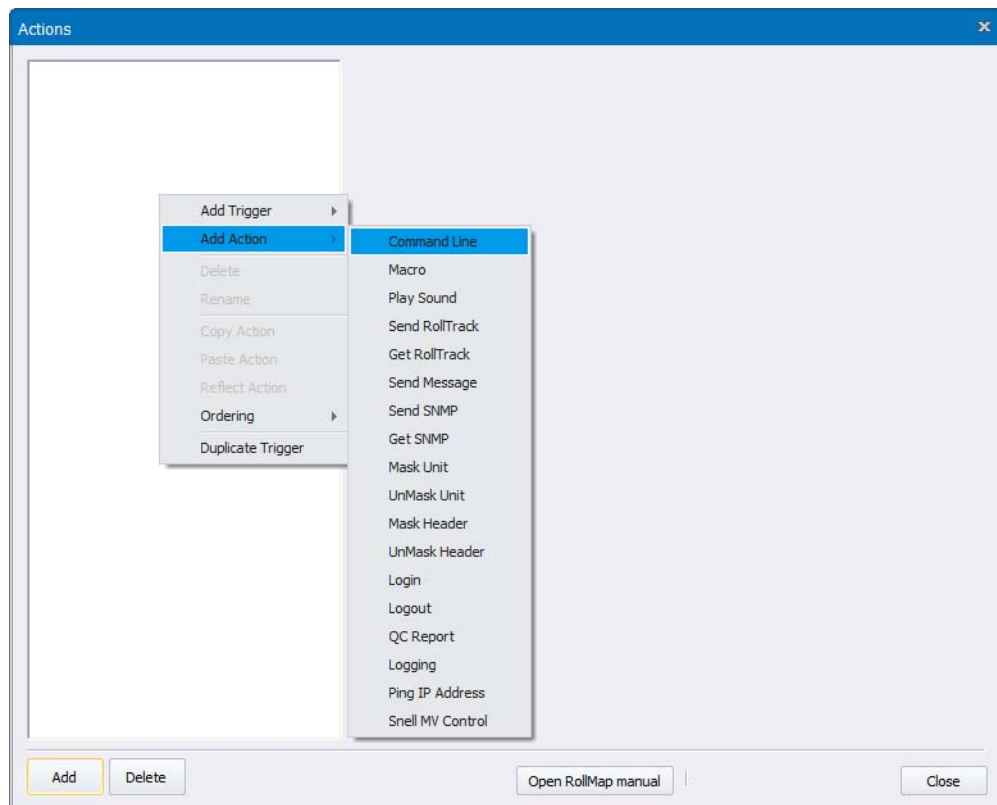 Actions
Add Trigger
Add Action
Delete
Rename
Copy Action
Paste Action
Reflect Action
Ordering
Duplicate Trigger
Command Line
Macro
Play Sound
Send RollTrack
Get RollTrack
Send Message
Send SNMP
Get SNMP
Mask Unit
UnMask Unit
Mask Header
UnMask Header
Login
Logout
QC Report
Logging
Ping IP Address
Snell MV Control
Add Delete Open RollMap manual Close